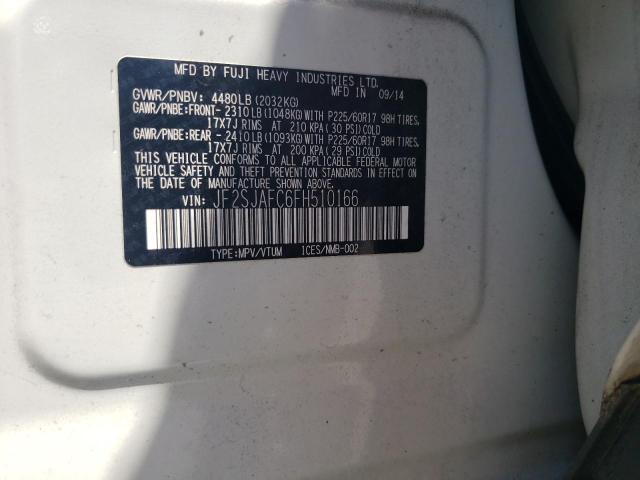 MFD BY FUJI HEAVY INDUSTRIES LTD.
MFD IN 09/14
GVWR/PNBV: 4480LB(2032KG)
GAWR/PNBE:FRONT-2310LB(1048KG)WITH P225/60R17 98H TIRES,
17X7J RIMS AT 210 KPA(30 PSI)COLD
GAWR/PNBE:REAR -2410LB(1093KG)WITH P225/60R17 98H TIRES,
17X7J RIMS AT 200 KPA(29 PSI)COLD
THIS VEHICLE CONFORMS TO ALL APPLICABLE FEDERAL MOTOR
VEHICLE SAFETY AND THEFT PREVENTION STANDARDS IN EFFECT ON
THE DATE OF MANUFACTURE SHOWN ABOVE.
VIN: JF2SJAFC6FH510166
TYPE:MPV/VTUM ICES/NMB-002